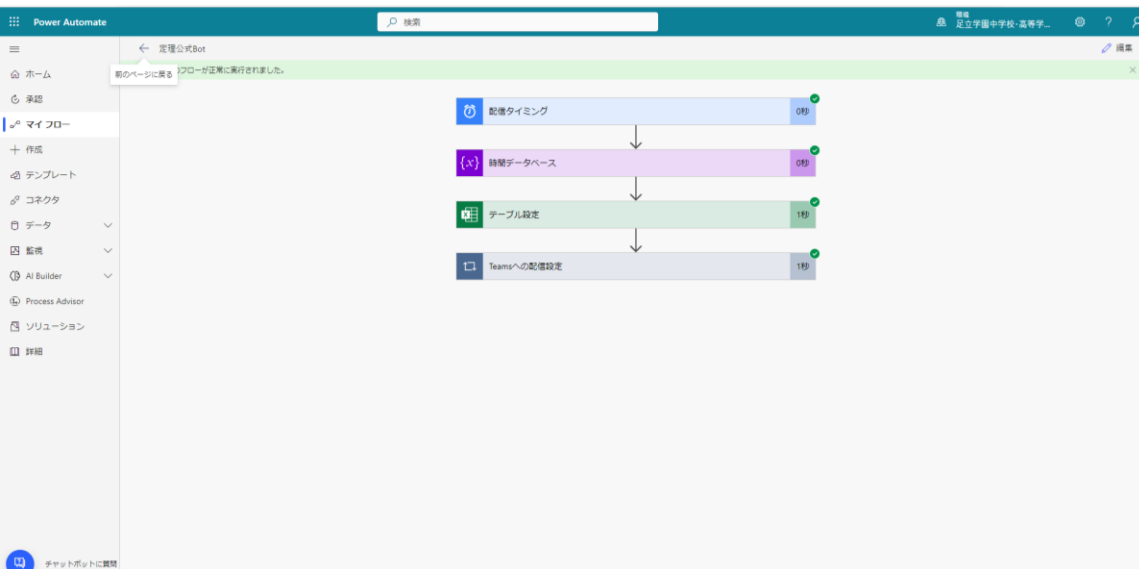 Power Automate
検索
環境
足立学園中学校・高等学...
定理公式Bot
編集
前のページに戻る
フローが正常に実行されました。
ホーム
承認
マイ フロー
作成
テンプレート
コネクタ
データ
監視
AI Builder
Process Advisor
ソリューション
詳細
配信タイミング
0秒
時間データベース
0秒
テーブル設定
1秒
Teamsへの配信設定
1秒
チャットボットに質問